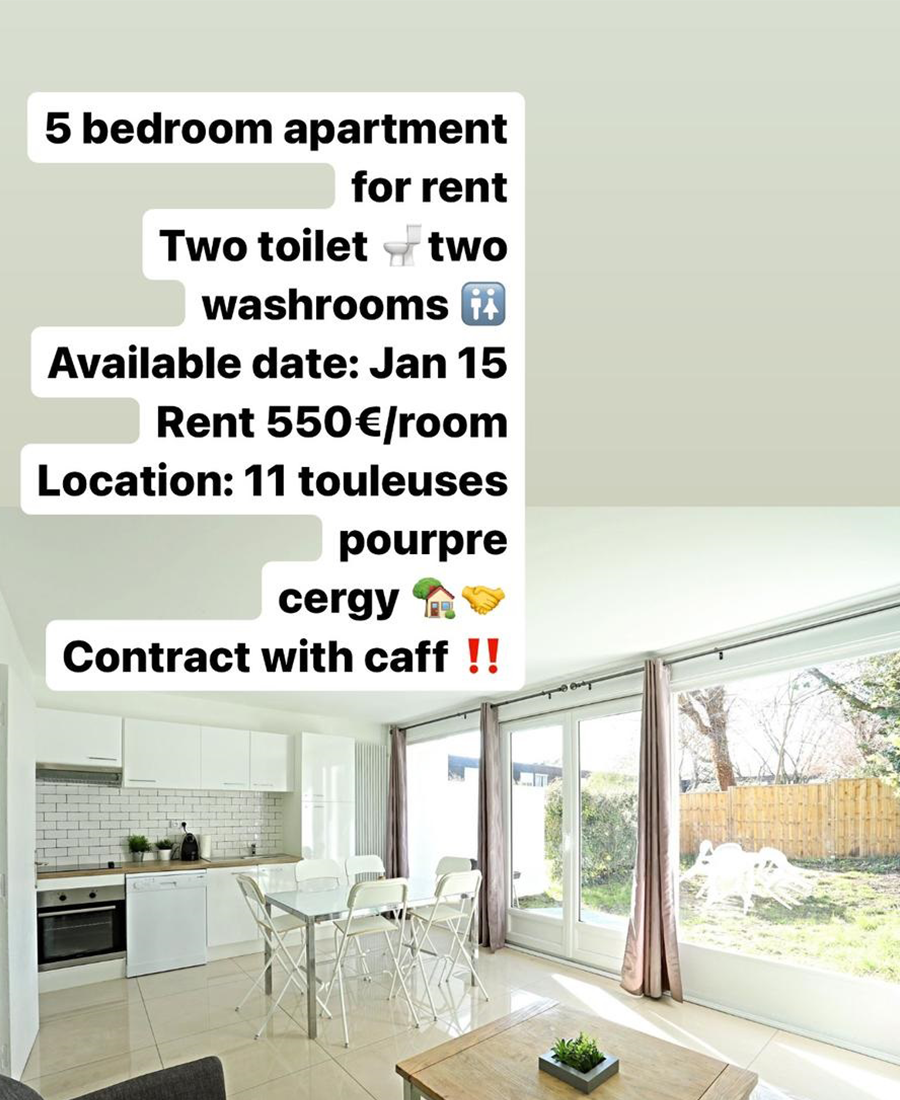 5 bedroom apartment
for rent
Two toilet 🚽two
washrooms 🚻
Available date: Jan 15
Rent 550€/room
Location: 11 touleuses
pourpre
cergy 🏡🤝
Contract with caff ‼️